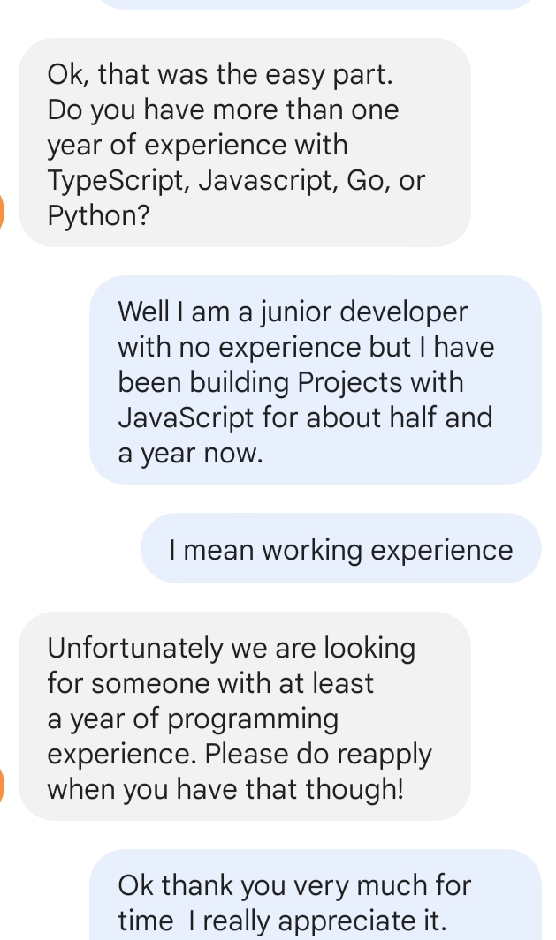 Ok, that was the easy part.
Do you have more than one
year of experience with
TypeScript, Javascript, Go, or
Python?
Well I am a junior developer
with no experience but I have
been building Projects with
JavaScript for about half and
a year now.
I mean working experience
Unfortunately we are looking
for someone with at least
a year of programming
experience. Please do reapply
when you have that though!
Ok thank you very much for
time  I really appreciate it.